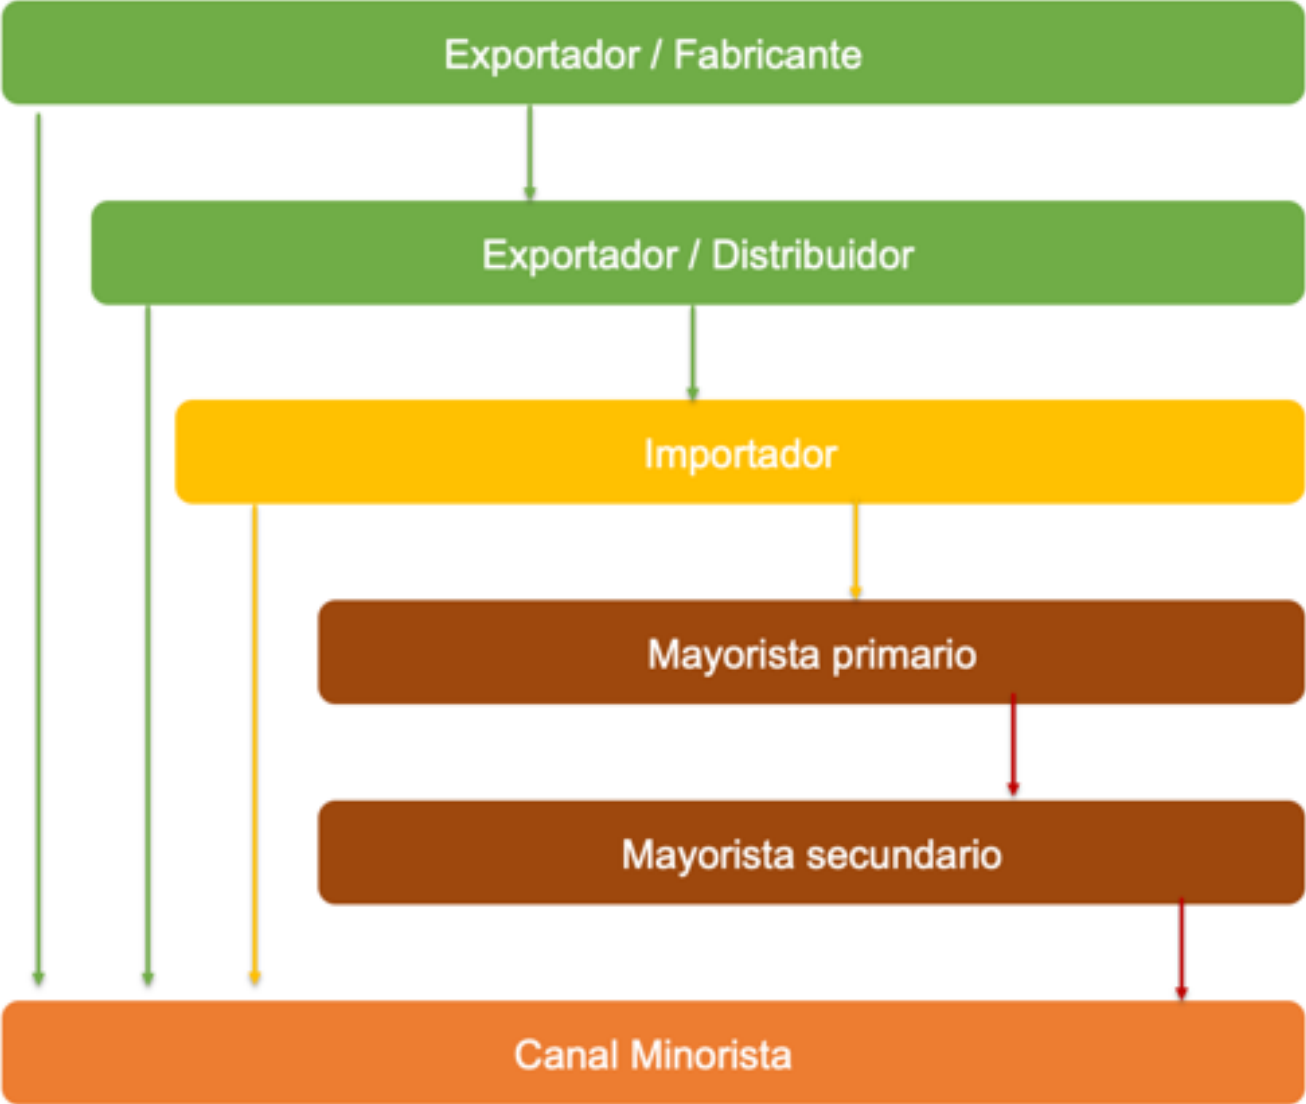 Exportador / Fabricante
Exportador / Distribuidor
Importador
Mayorista primario
Mayorista secundario
Canal Minorista